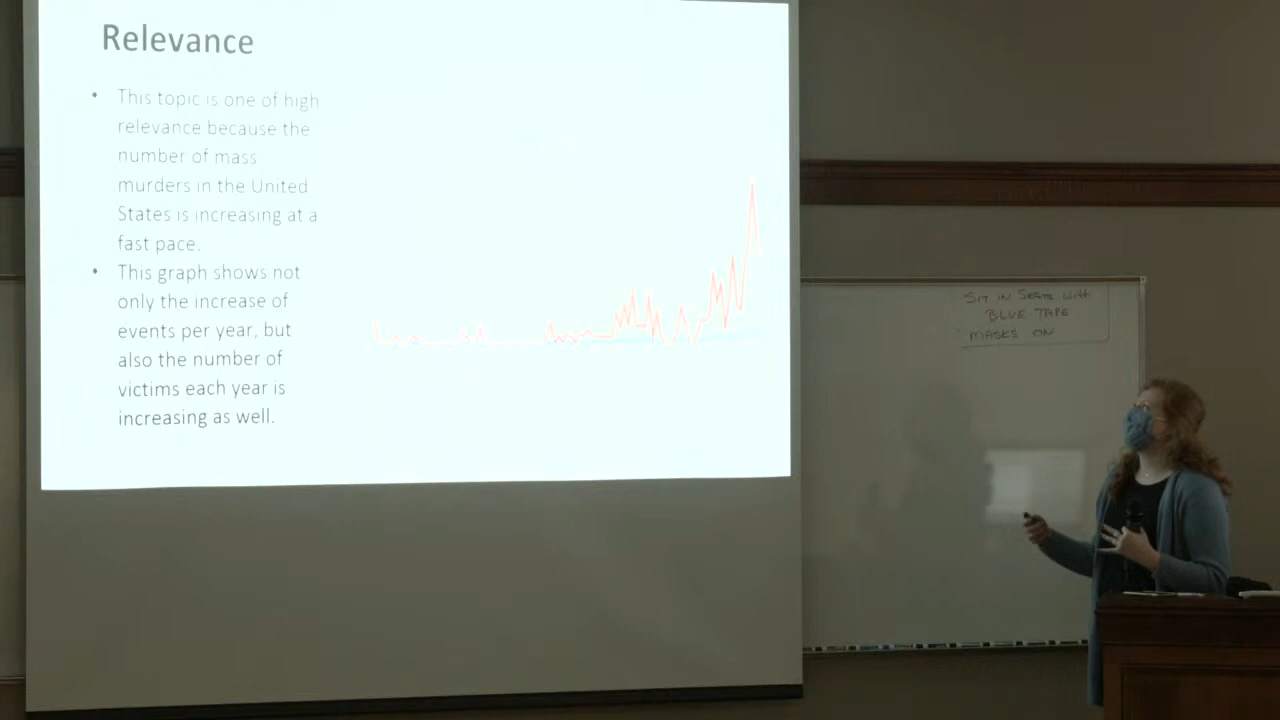 Relevance
• This topic is one of high
relevance because the
number of mass
murders in the United
States is increasing at a
fast pace.
• This graph shows not
only the increase of
events per year, but
also the number of
victims each year is
increasing as well.
SIT IN SEATS WITH
BLUE TAPE
MASKS ON